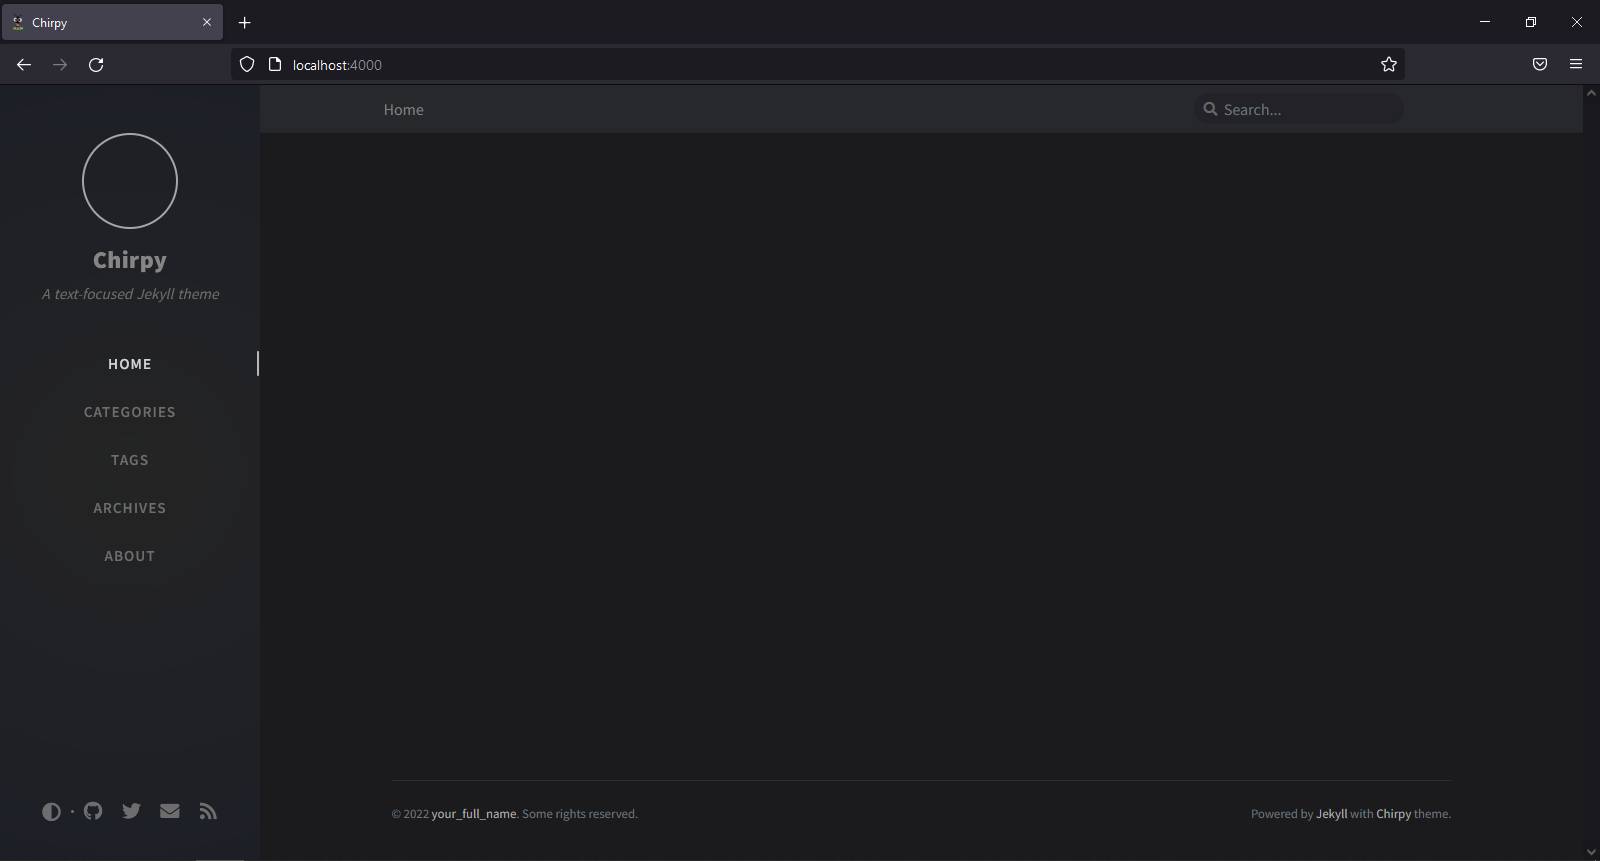 Chirpy
localhost:4000
Home
Search...
Chirpy
A text-focused Jekyll theme
HOME
CATEGORIES
TAGS
ARCHIVES
ABOUT
© 2022 your_full_name. Some rights reserved.
Powered by Jekyll with Chirpy theme.